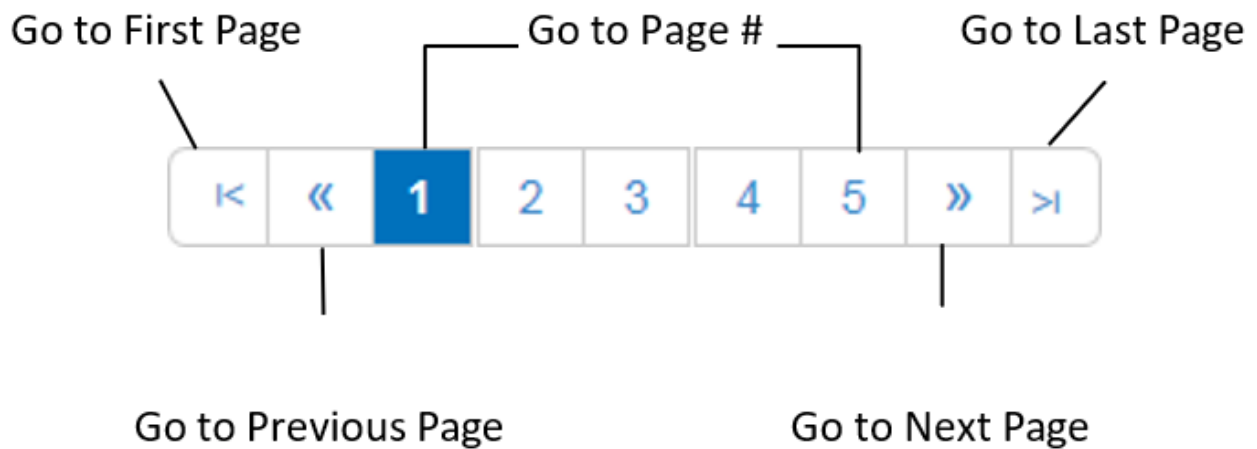 Go to First Page Go to Page # Go to Last Page
I< « 1 2 3 4 5 » >I
Go to Previous Page Go to Next Page